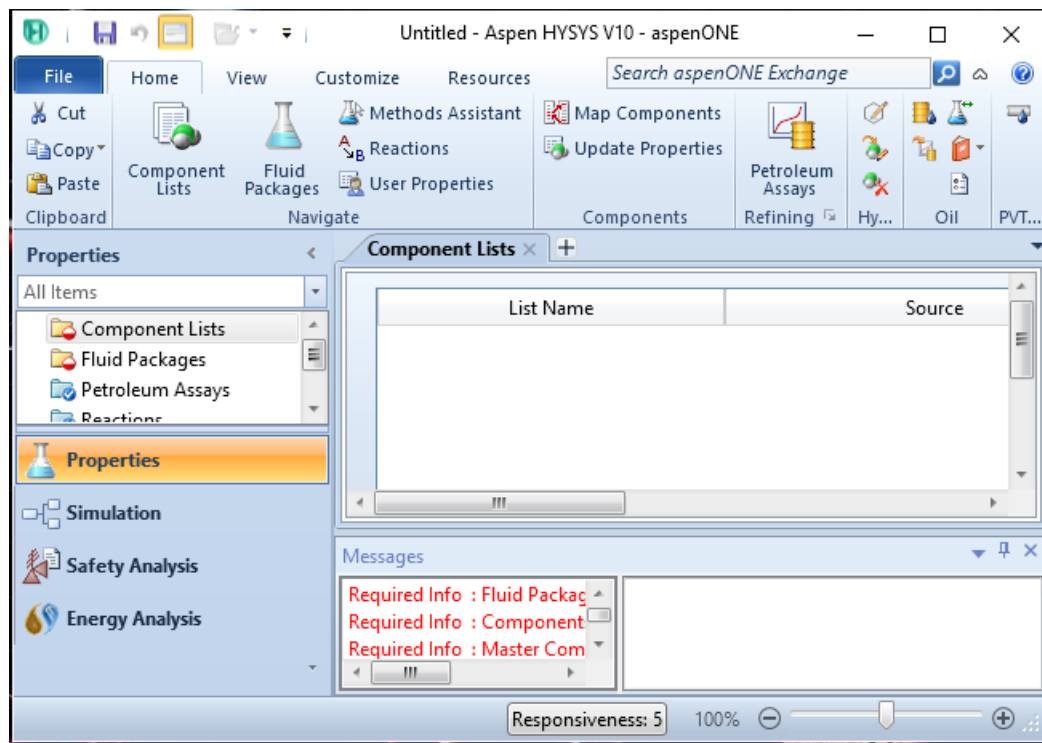 Untitled - Aspen HYSYS V10 - aspenONE
File Home View Customize Resources Search aspenONE Exchange
Cut
Copy
Paste
Clipboard
Component Lists
Fluid Packages
Methods Assistant
Reactions
User Properties
Navigate
Map Components
Update Properties
Components
Petroleum Assays
Refining
Hy...
Oil
PVT...
Properties
All Items
Component Lists
Fluid Packages
Petroleum Assays
Reactions
Properties
Simulation
Safety Analysis
Energy Analysis
Component Lists
List Name Source
Messages
Required Info : Fluid Packag
Required Info : Component
Required Info : Master Com
Responsiveness: 5 100%